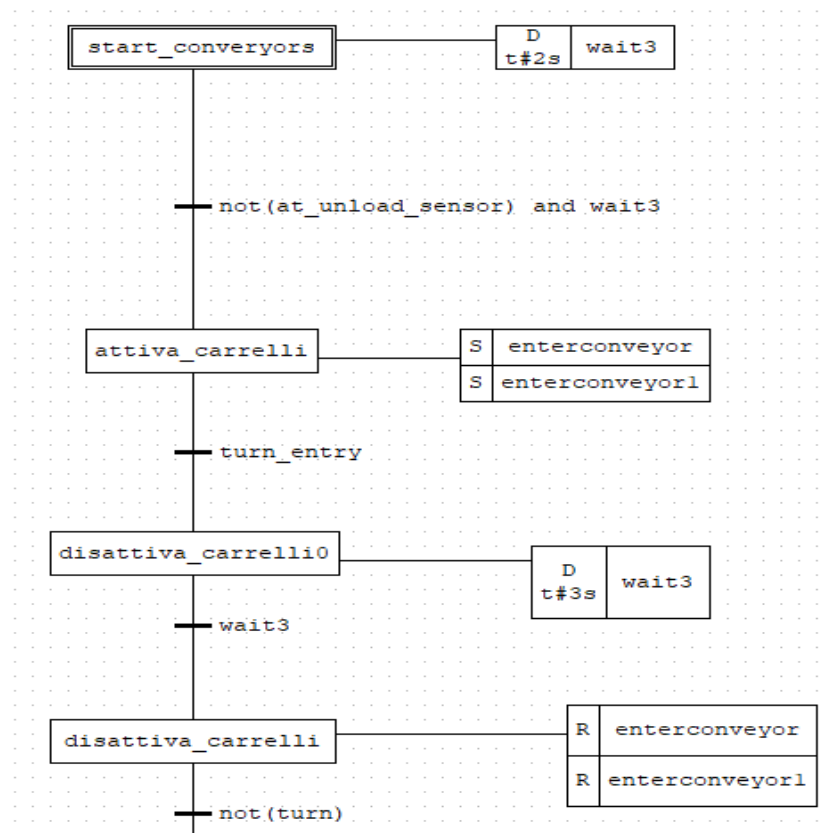 start_converyors
D
t#2s
wait3
not(at_unload_sensor) and wait3
attiva_carrelli
S enterconveyor
S enterconveyor1
turn_entry
disattiva_carrelli0
D
t#3s
wait3
wait3
disattiva_carrelli
R enterconveyor
R enterconveyor1
not(turn)